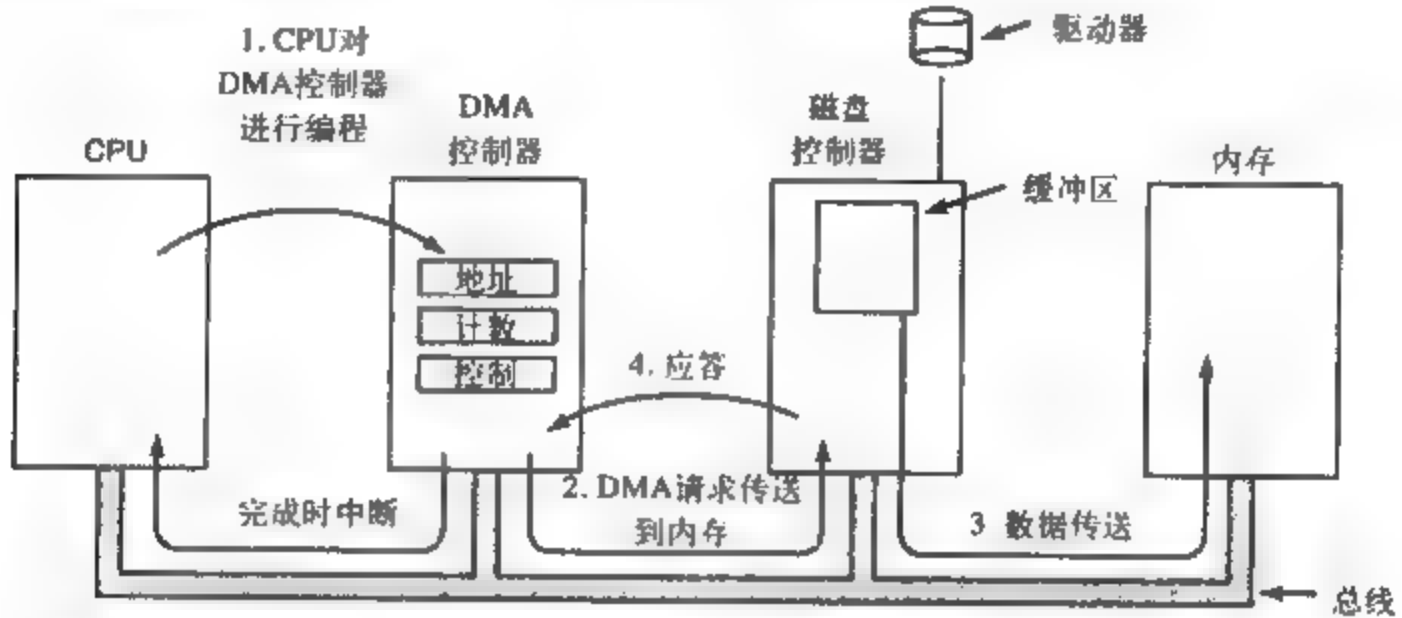 1. CPU对
DMA控制器
进行编程
CPU
DMA
控制器
磁盘
控制器
驱动器
缓冲区
内存
地址
计数
控制
4. 应答
完成时中断
2. DMA请求传送
到内存
3 数据传送
总线